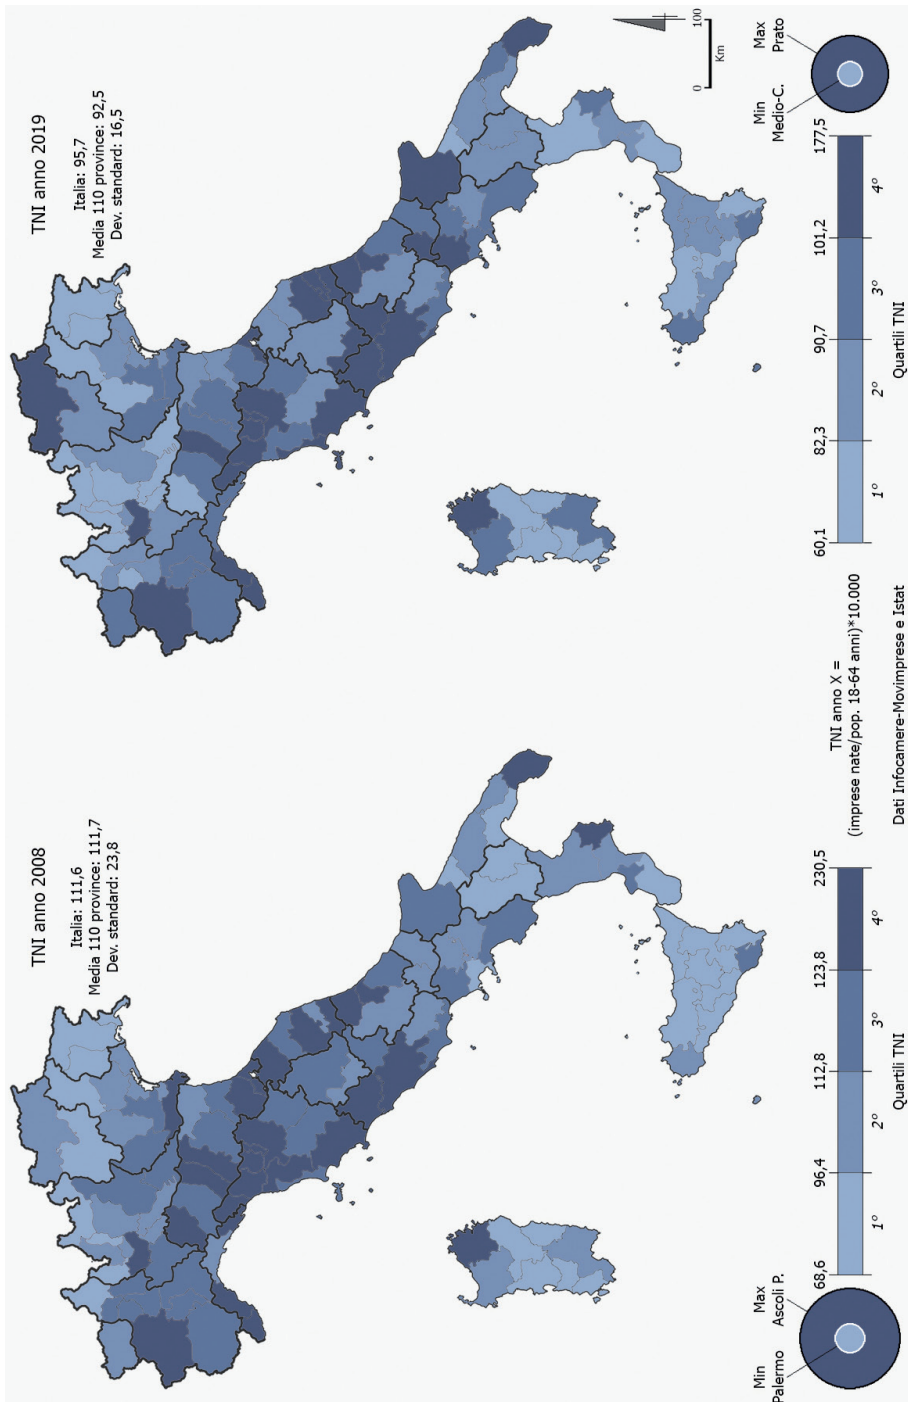 TNI anno 2008
Italia: 111,6
Media 110 province: 111,7
Dev. standard: 23,8
TNI anno 2019
Italia: 95,7
Media 110 province: 92,5
Dev. standard: 16,5
0
100
Km
Min
Palermo
Max
Ascoli P.
68,6
96,4
112,8
123,8
230,5
1°
2°
3°
4°
Quartili TNI
TNI anno X =
(imprese nate/pop. 18-64 anni)*10.000
Dati Infocamere-Movimprese e Istat
60,1
82,3
90,7
101,2
177,5
1°
2°
3°
4°
Quartili TNI
Min
Medio-C.
Max
Prato